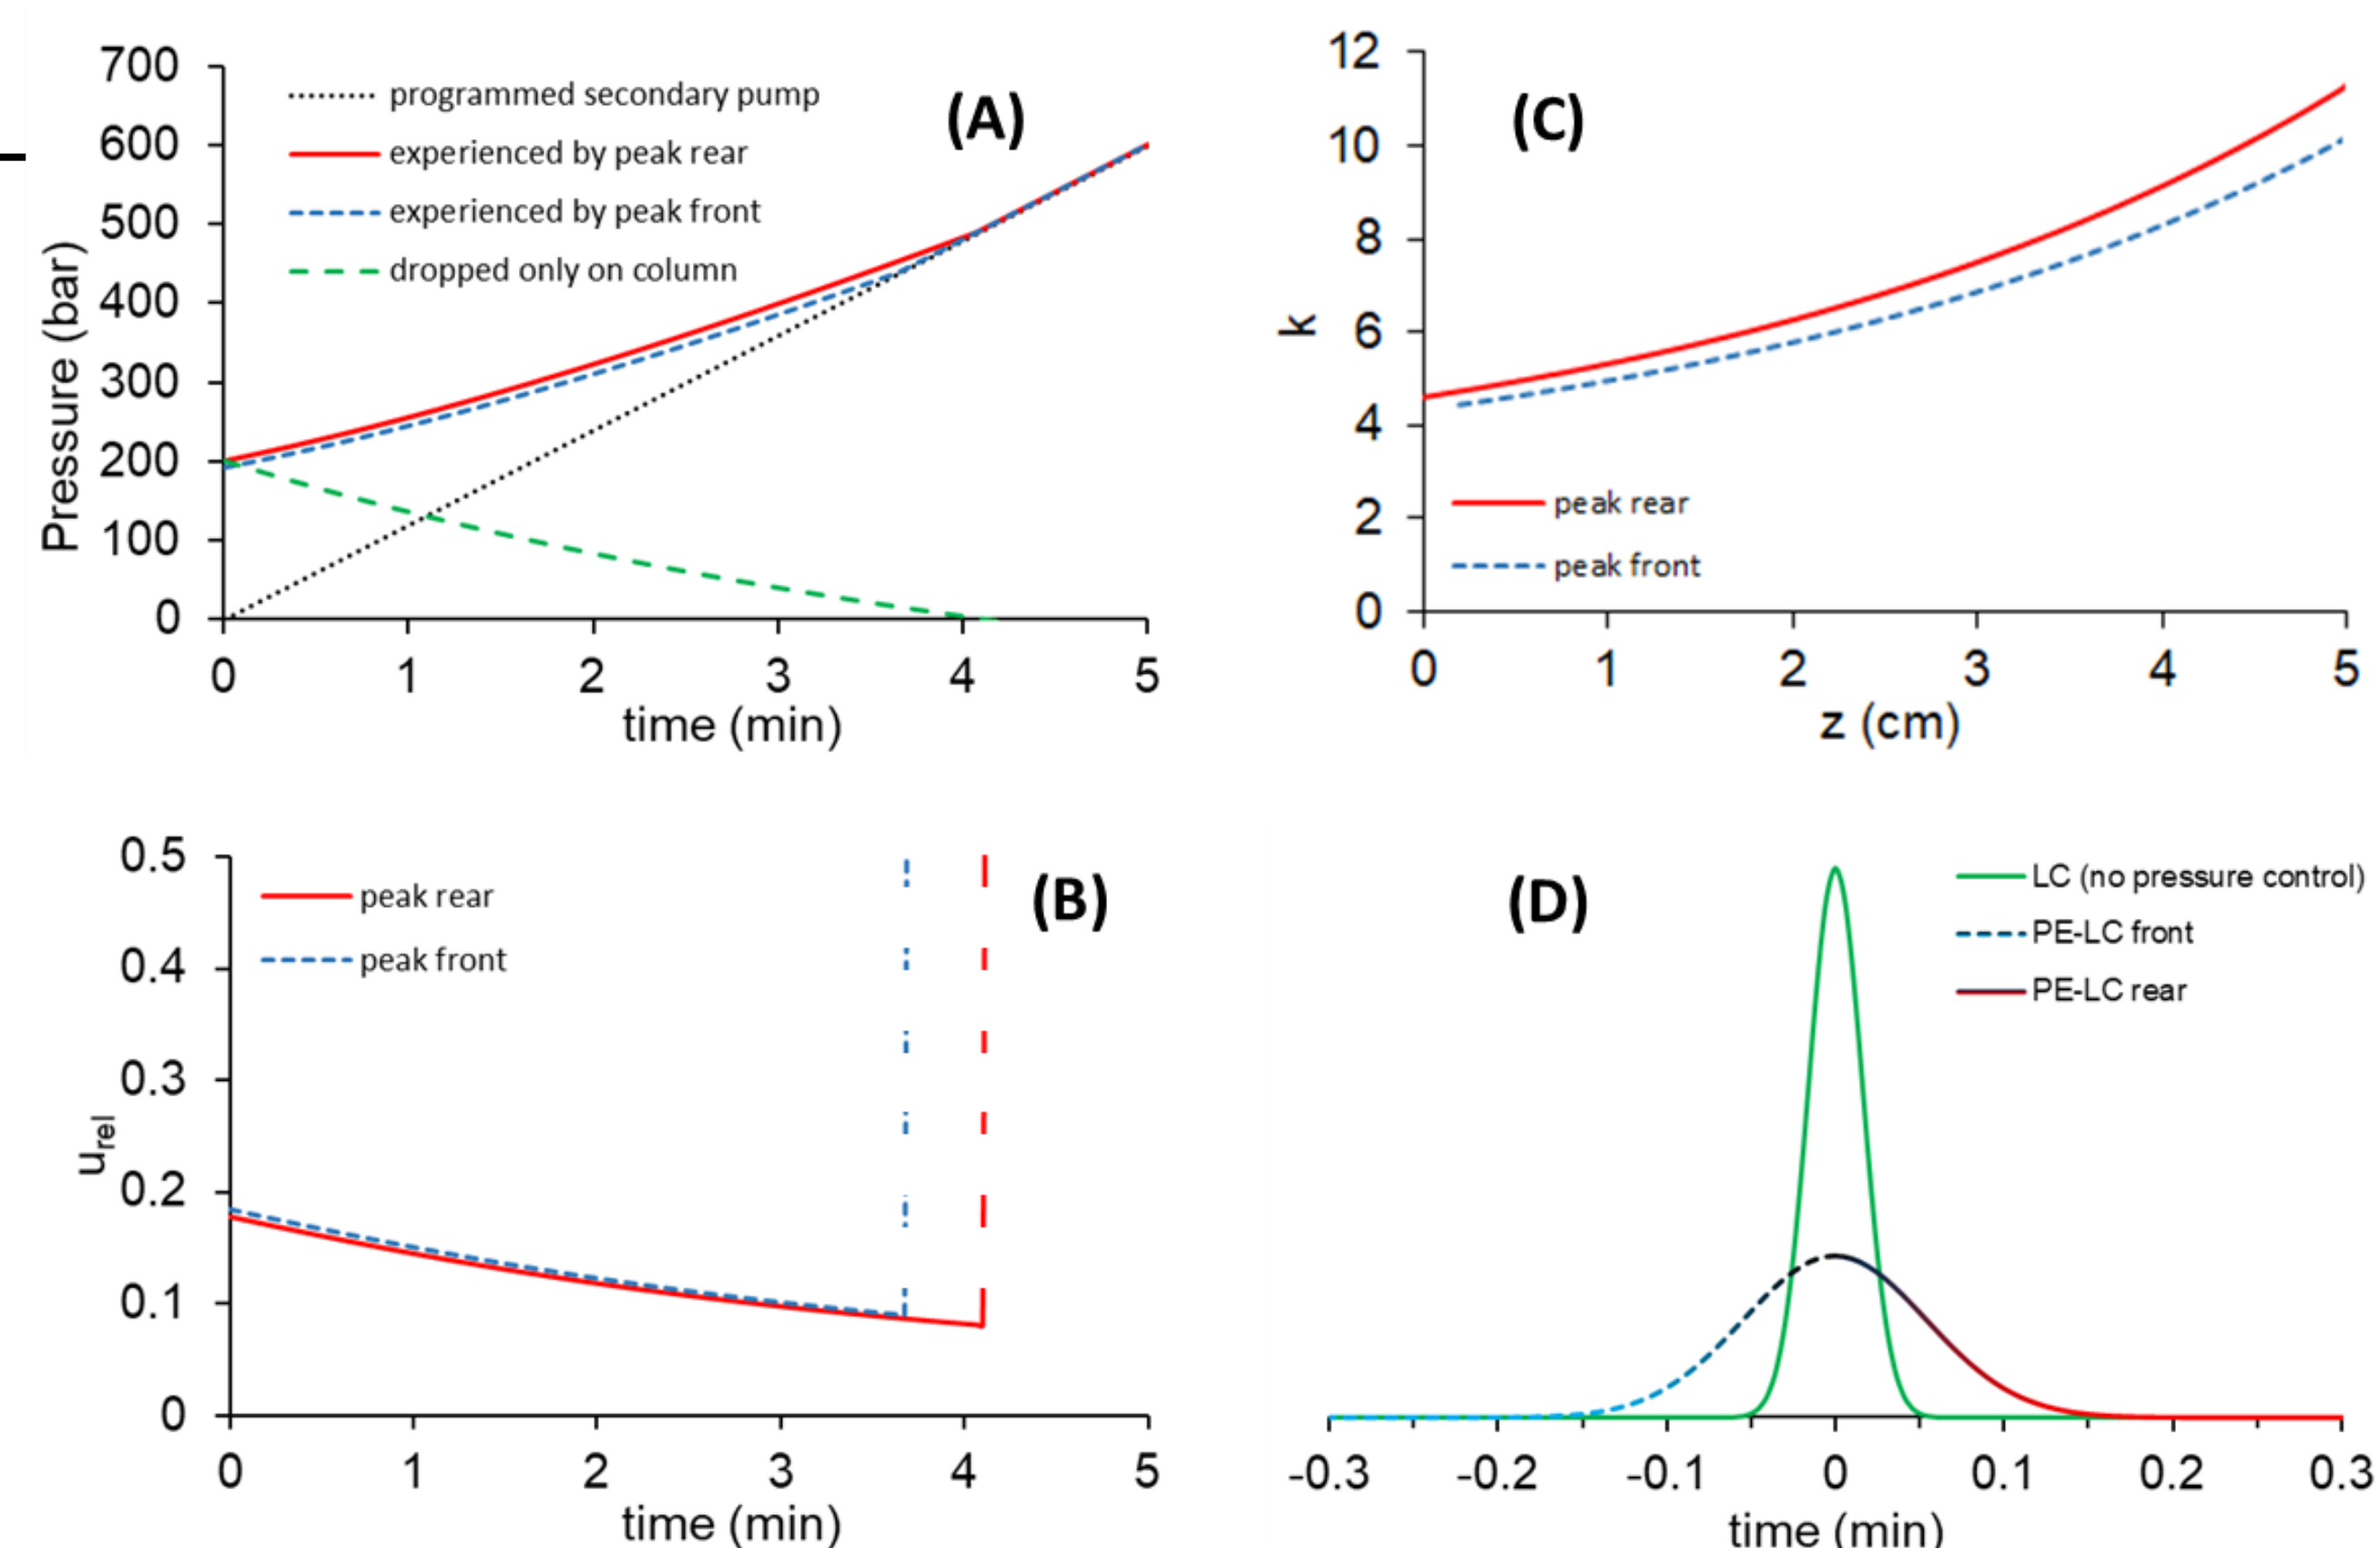 (A)
programmed secondary pump
experienced by peak rear
experienced by peak front
dropped only on column
Pressure (bar)
700
600
500
400
300
200
100
0
0 1 2 3 4 5
time (min)
(C)
k
12
10
8
6
4
2
0
peak rear
peak front
0 1 2 3 4 5
z (cm)
(B)
peak rear
peak front
u_rel
0.5
0.4
0.3
0.2
0.1
0
0 1 2 3 4 5
time (min)
(D)
LC (no pressure control)
PE-LC front
PE-LC rear
-0.3 -0.2 -0.1 0 0.1 0.2 0.3
time (min)